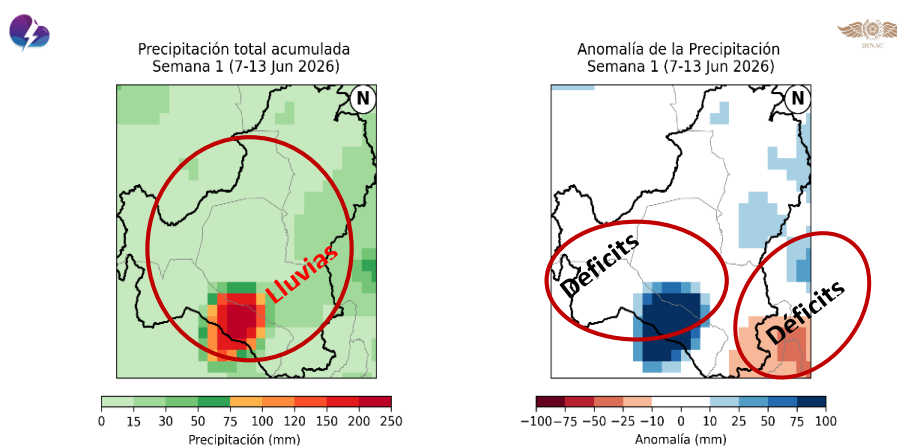 Precipitación total acumulada
Semana 1 (7-13 Jun 2026)
N
Lluvias
0 15 30 50 75 100 120 150 200 250
Precipitación (mm)
Anomalía de la Precipitación
Semana 1 (7-13 Jun 2026)
DINAC
N
Déficits
Déficits
−100 −75 −50 −25 −10 0 10 25 50 75 100
Anomalía (mm)